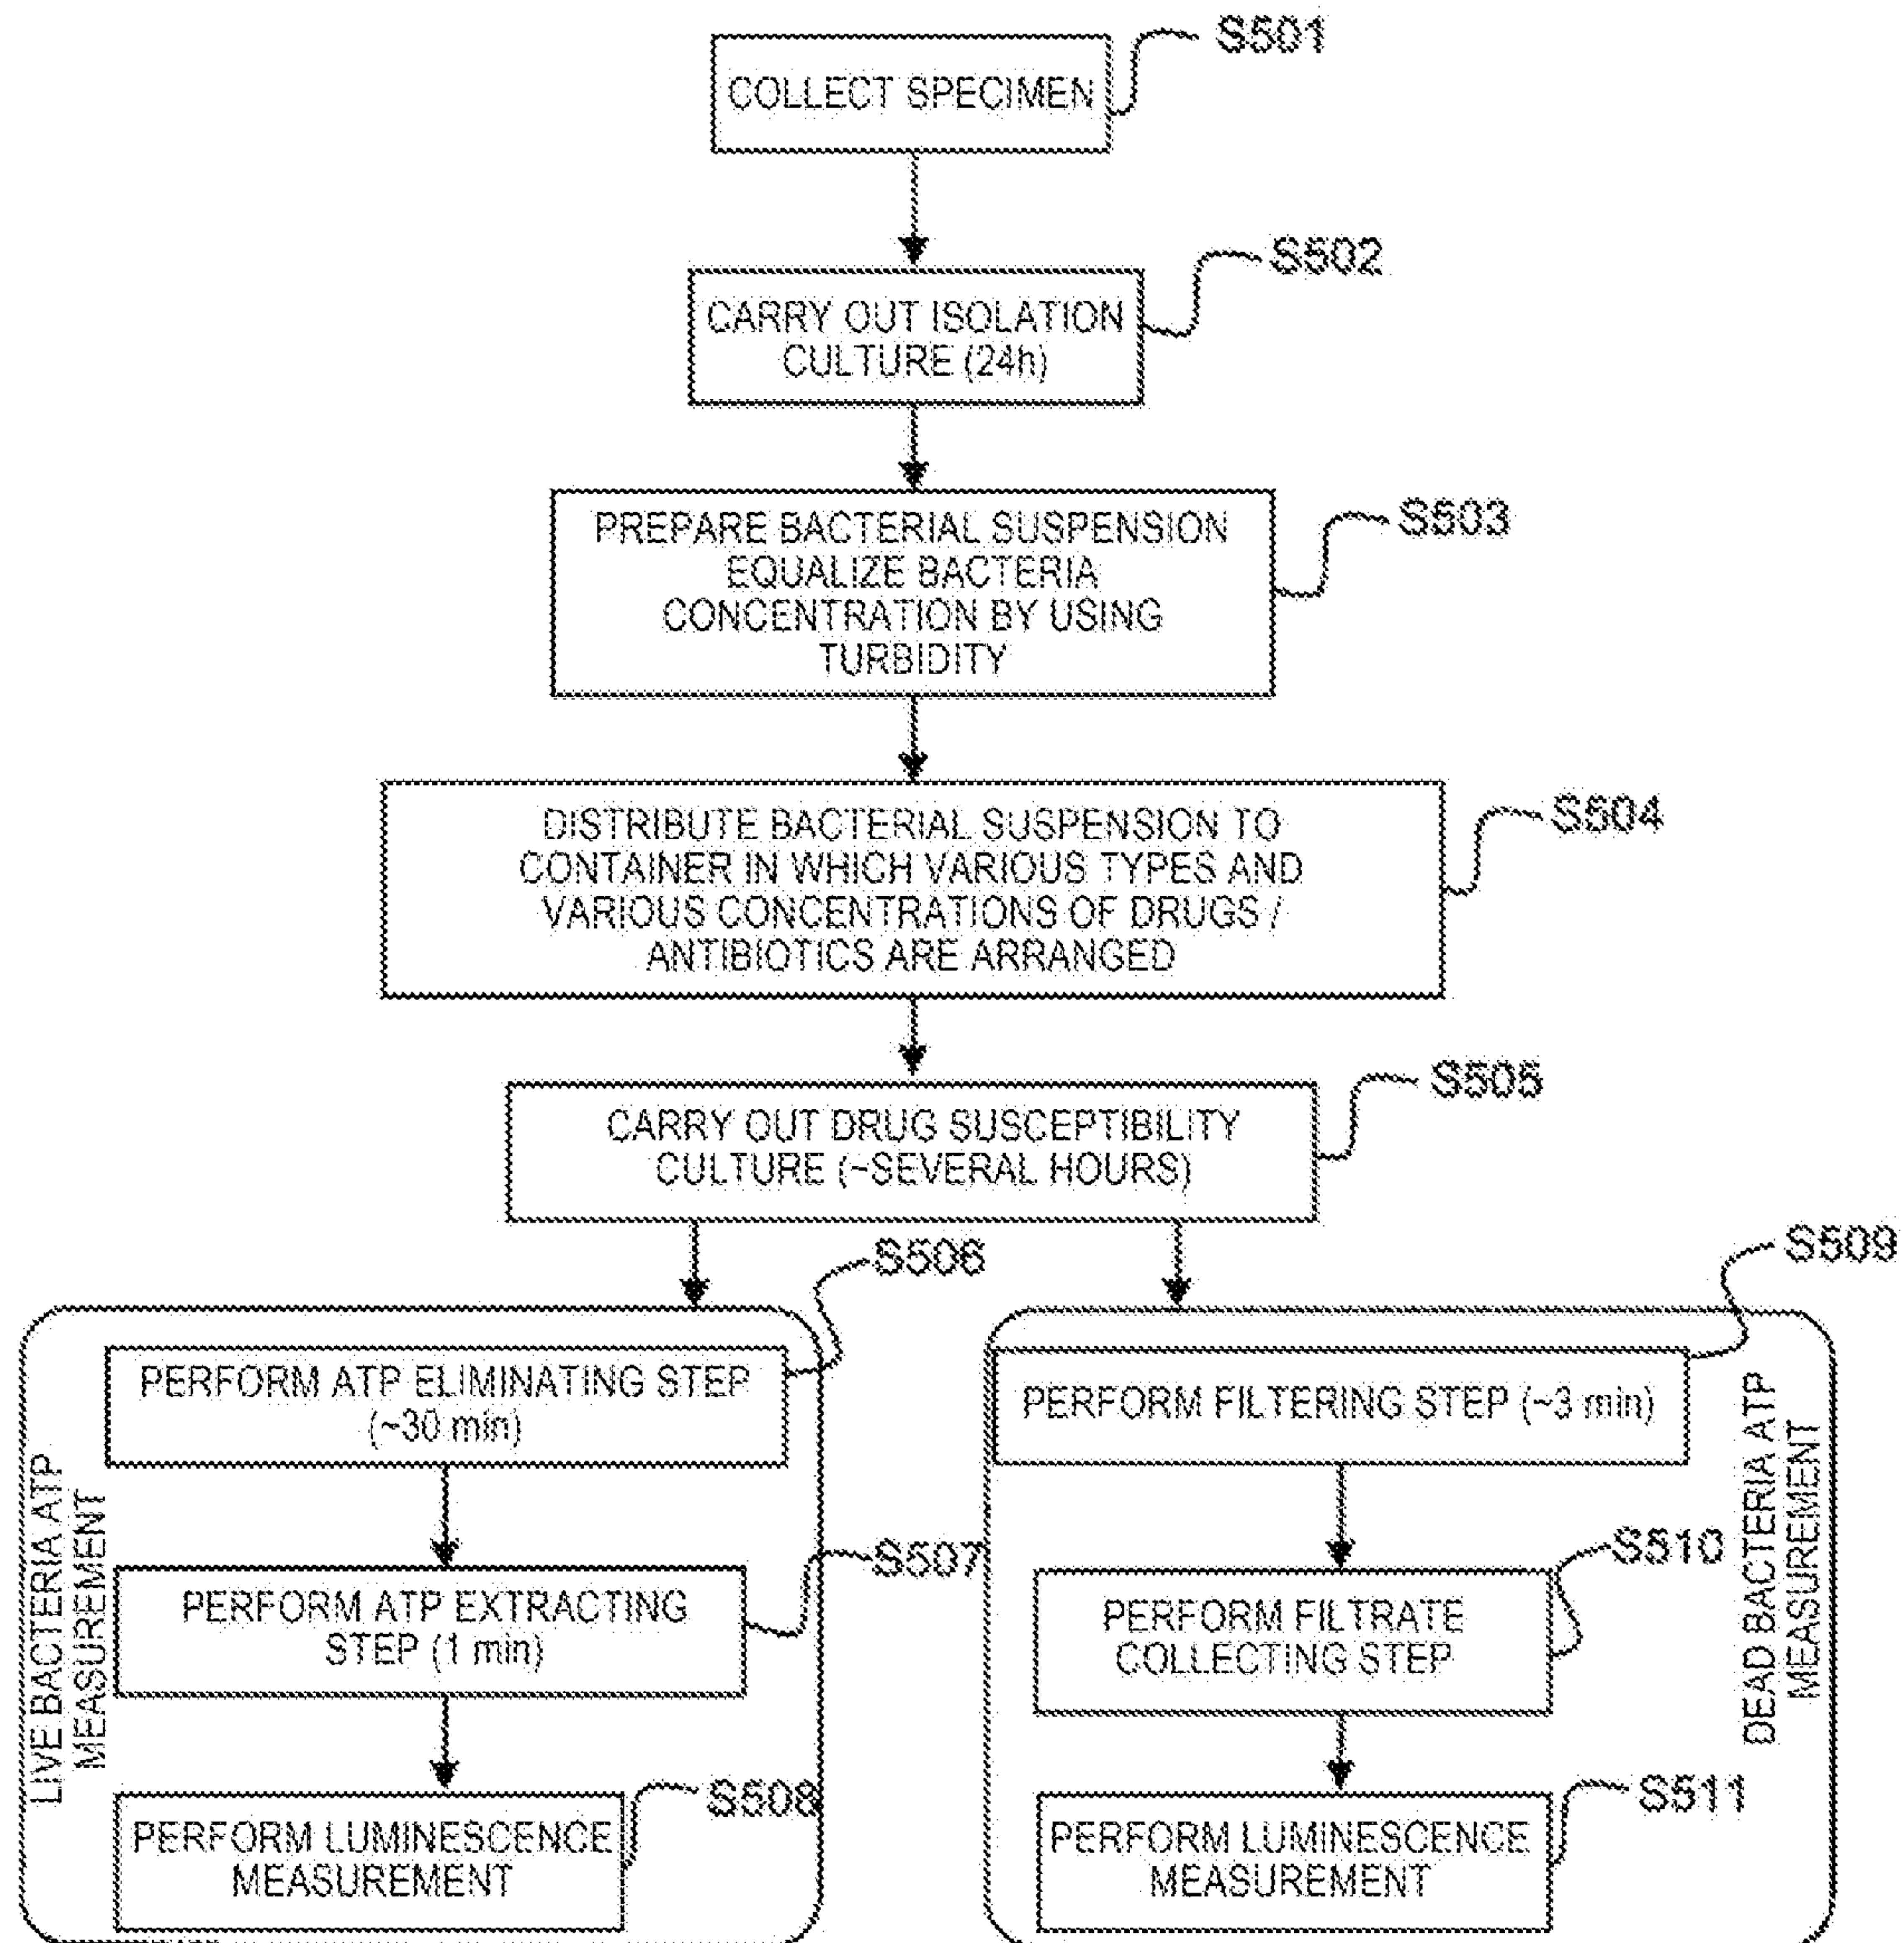 S501
COLLECT SPECIMEN
S502
CARRY OUT ISOLATION
CULTURE (24h)
S503
PREPARE BACTERIAL SUSPENSION
EQUALIZE BACTERIA
CONCENTRATION BY USING
TURBIDITY
S504
DISTRIBUTE BACTERIAL SUSPENSION TO
CONTAINER IN WHICH VARIOUS TYPES AND
VARIOUS CONCENTRATIONS OF DRUGS /
ANTIBIOTICS ARE ARRANGED
S505
CARRY OUT DRUG SUSCEPTIBILITY
CULTURE (~SEVERAL HOURS)
LIVE BACTERIA ATP
MEASUREMENT
S506
PERFORM ATP ELIMINATING STEP
(~30 min)
S507
PERFORM ATP EXTRACTING
STEP (1 min)
S508
PERFORM LUMINESCENCE
MEASUREMENT
DEAD BACTERIA ATP
MEASUREMENT
S509
PERFORM FILTERING STEP (~3 min)
S510
PERFORM FILTRATE
COLLECTING STEP
S511
PERFORM LUMINESCENCE
MEASUREMENT